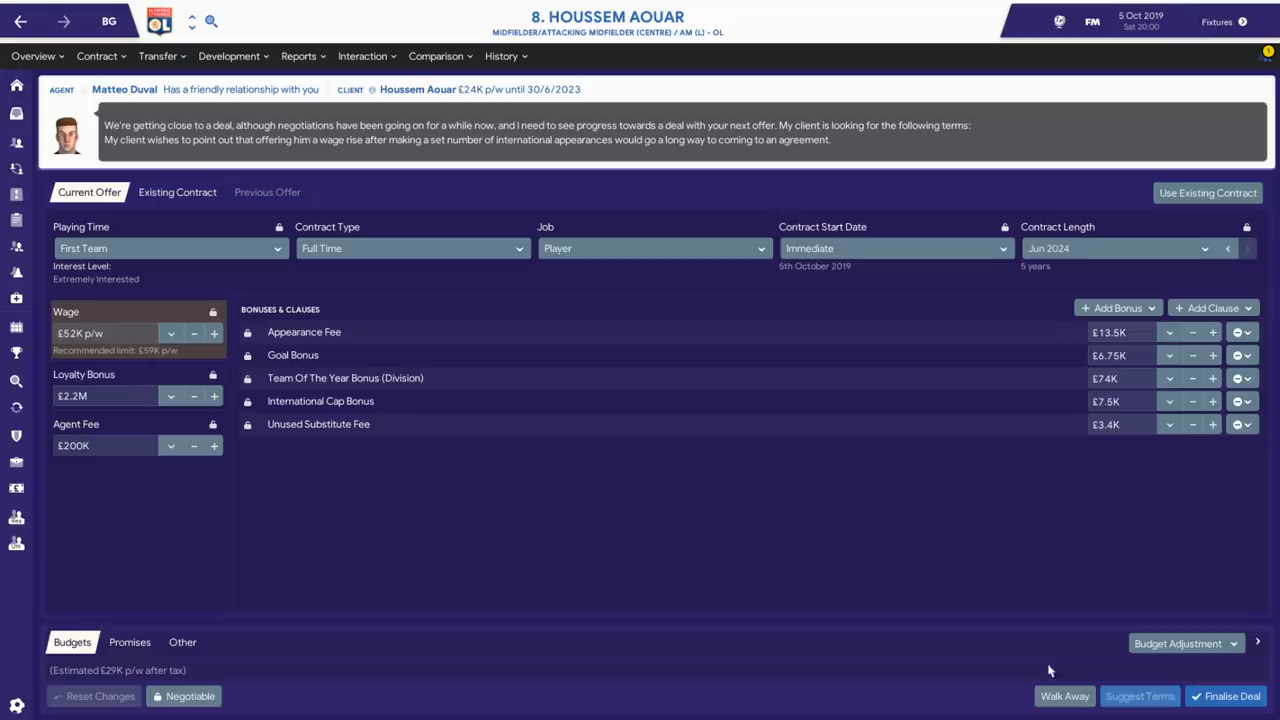 BG
OL
8. HOUSSEM AOUAR
MIDFIELDER/ATTACKING MIDFIELDER (CENTRE) / AM (L) - OL
FM
5 Oct 2019
Sat 20:00
Fixtures
Overview
Contract
Transfer
Development
Reports
Interaction
Comparison
History
1
AGENT Matteo Duval Has a friendly relationship with you CLIENT Houssem Aouar £24K p/w until 30/6/2023
We're getting close to a deal, although negotiations have been going on for a while now, and I need to see progress towards a deal with your next offer. My client is looking for the following terms:
My client wishes to point out that offering him a wage rise after making a set number of international appearances would go a long way to coming to an agreement.
Current Offer
Existing Contract
Previous Offer
Use Existing Contract
Playing Time
Contract Type
Job
Contract Start Date
Contract Length
First Team
Full Time
Player
Immediate
Jun 2024
Interest Level:
5th October 2019
5 years
Extremely Interested
Wage
BONUSES & CLAUSES
+ Add Bonus
+ Add Clause
£52K p/w
Recommended limit: £59K p/w
Appearance Fee £13.5K
Goal Bonus £6.75K
Loyalty Bonus
Team Of The Year Bonus (Division) £74K
£2.2M
International Cap Bonus £7.5K
Agent Fee
Unused Substitute Fee £3.4K
£200K
Budgets
Promises
Other
Budget Adjustment
(Estimated £29K p/w after tax)
Reset Changes
Negotiable
Walk Away
Suggest Terms
Finalise Deal